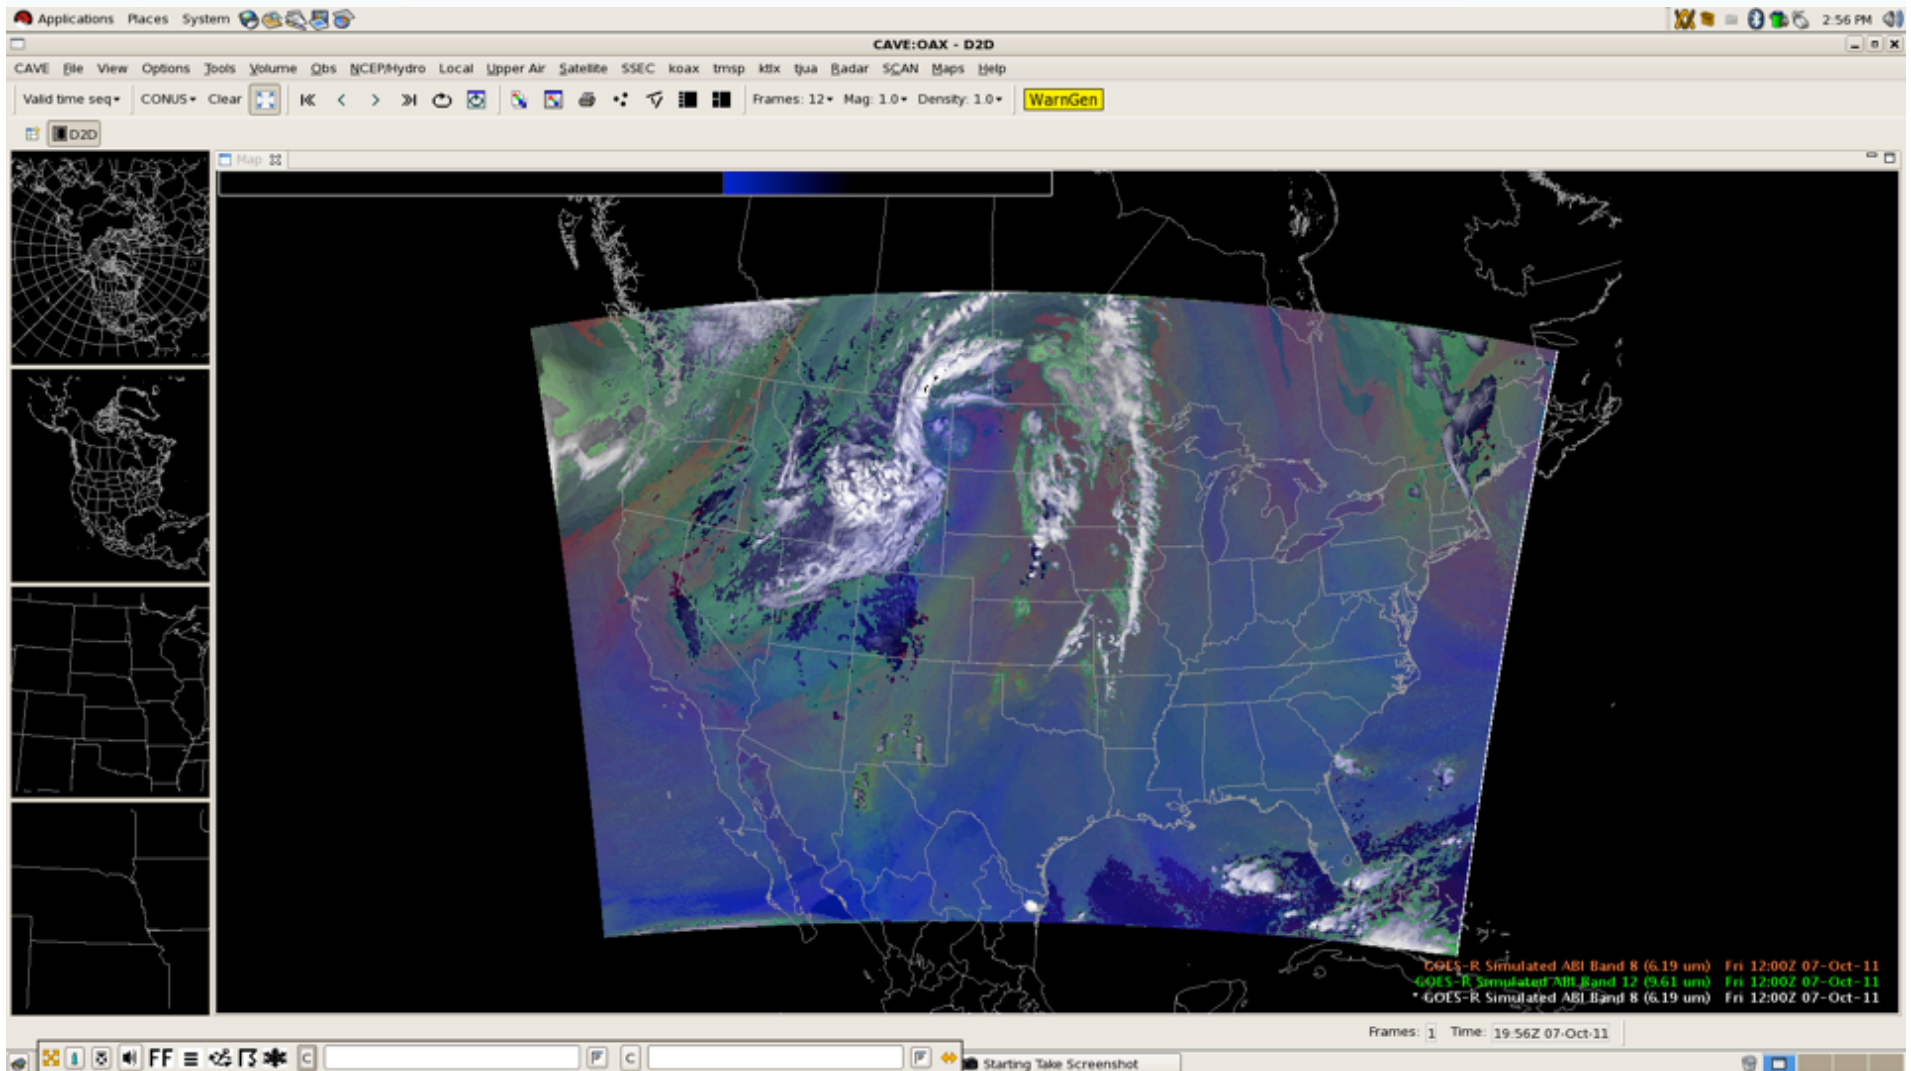 Applications Places System 2:56 PM
CAVE:OAX - D2D
CAVE File View Options Tools Volume Obs NCEP/Hydro Local Upper Air Satellite SSEC koax tmsp ktlx tjua Radar SCAN Maps Help
Valid time seq CONUS Clear Frames: 12 Mag: 1.0 Density: 1.0 WarnGen
D2D
Map
GOES-R Simulated ABI Band 8 (6.19 um) Fri 12:00Z 07-Oct-11
GOES-R Simulated ABI Band 12 (9.61 um) Fri 12:00Z 07-Oct-11
* GOES-R Simulated ABI Band 8 (6.19 um) Fri 12:00Z 07-Oct-11
Frames: 1 Time: 19:56Z 07-Oct-11
FF C C
Starting Take Screenshot